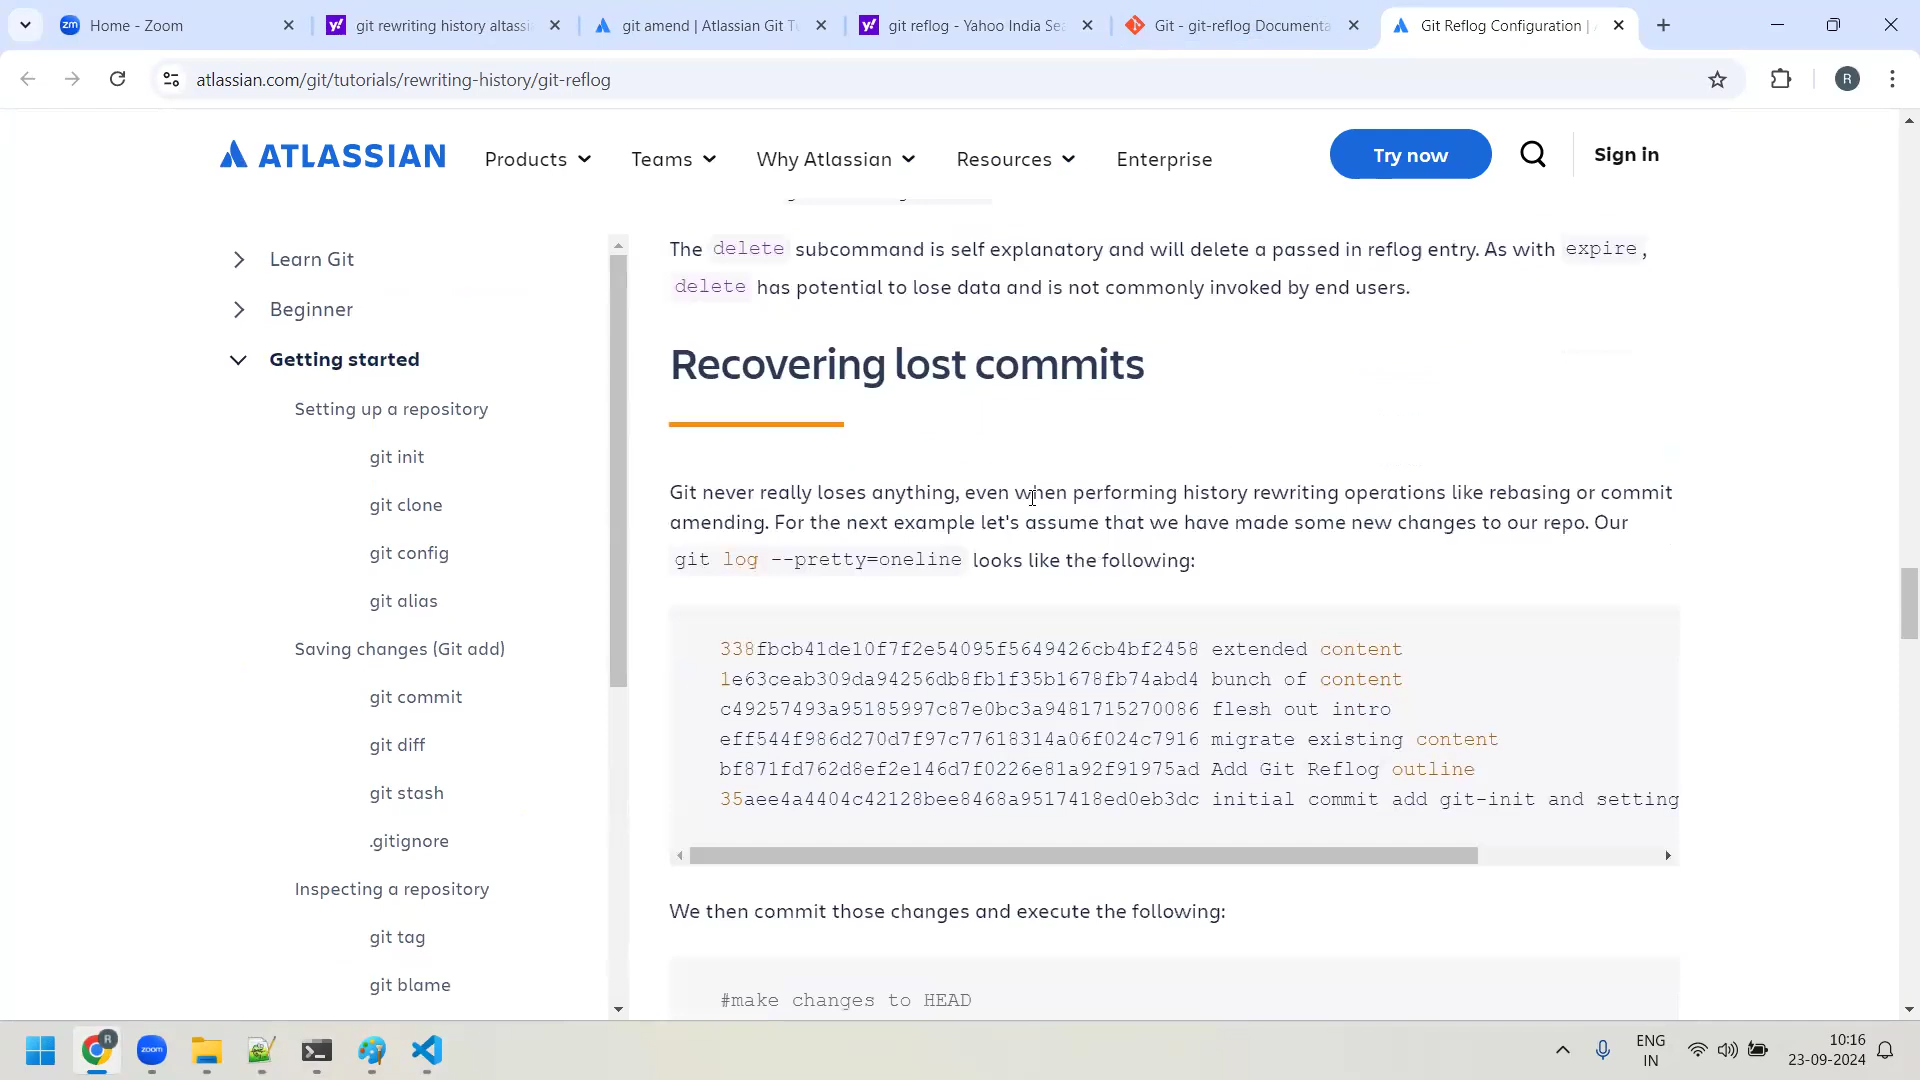 Home - Zoom
git rewriting history altassi
git amend | Atlassian Git Tu
git reflog - Yahoo India Sea
Git - git-reflog Documenta
Git Reflog Configuration |
atlassian.com/git/tutorials/rewriting-history/git-reflog
R
ATLASSIAN
Products
Teams
Why Atlassian
Resources
Enterprise
Try now
Sign in
Learn Git
Beginner
Getting started
Setting up a repository
git init
git clone
git config
git alias
Saving changes (Git add)
git commit
git diff
git stash
.gitignore
Inspecting a repository
git tag
git blame
The delete subcommand is self explanatory and will delete a passed in reflog entry. As with expire,
delete has potential to lose data and is not commonly invoked by end users.
Recovering lost commits
Git never really loses anything, even when performing history rewriting operations like rebasing or commit
amending. For the next example let's assume that we have made some new changes to our repo. Our
git log --pretty=oneline looks like the following:
338fbcb41de10f7f2e54095f5649426cb4bf2458 extended content
1e63ceab309da94256db8fb1f35b1678fb74abd4 bunch of content
c49257493a95185997c87e0bc3a9481715270086 flesh out intro
eff544f986d270d7f97c77618314a06f024c7916 migrate existing content
bf871fd762d8ef2e146d7f0226e81a92f91975ad Add Git Reflog outline
35aee4a4404c42128bee8468a9517418ed0eb3dc initial commit add git-init and setting
We then commit those changes and execute the following:
#make changes to HEAD
zm
zoom
R
ENG
IN
10:16
23-09-2024